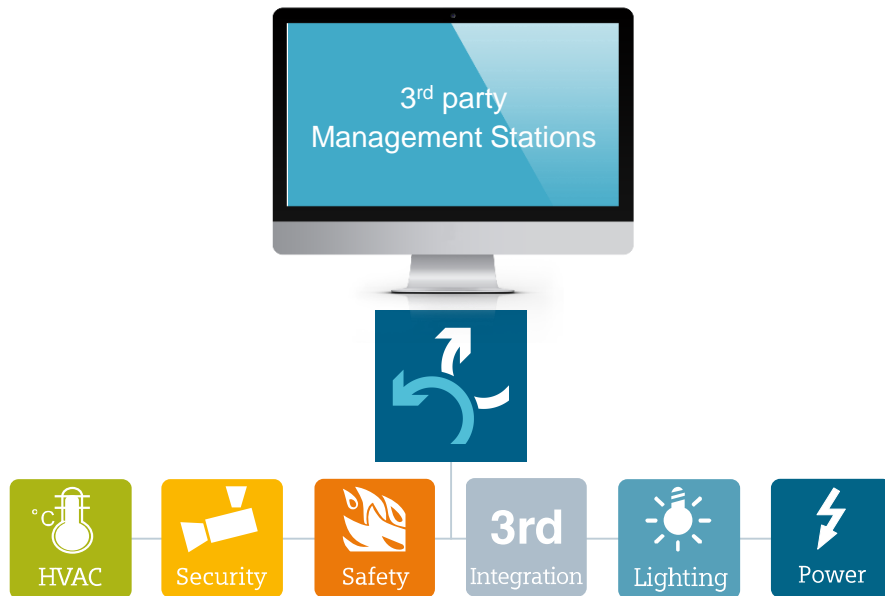 3rd party
Management Stations
°C
HVAC
Security
Safety
3rd
Integration
Lighting
Power